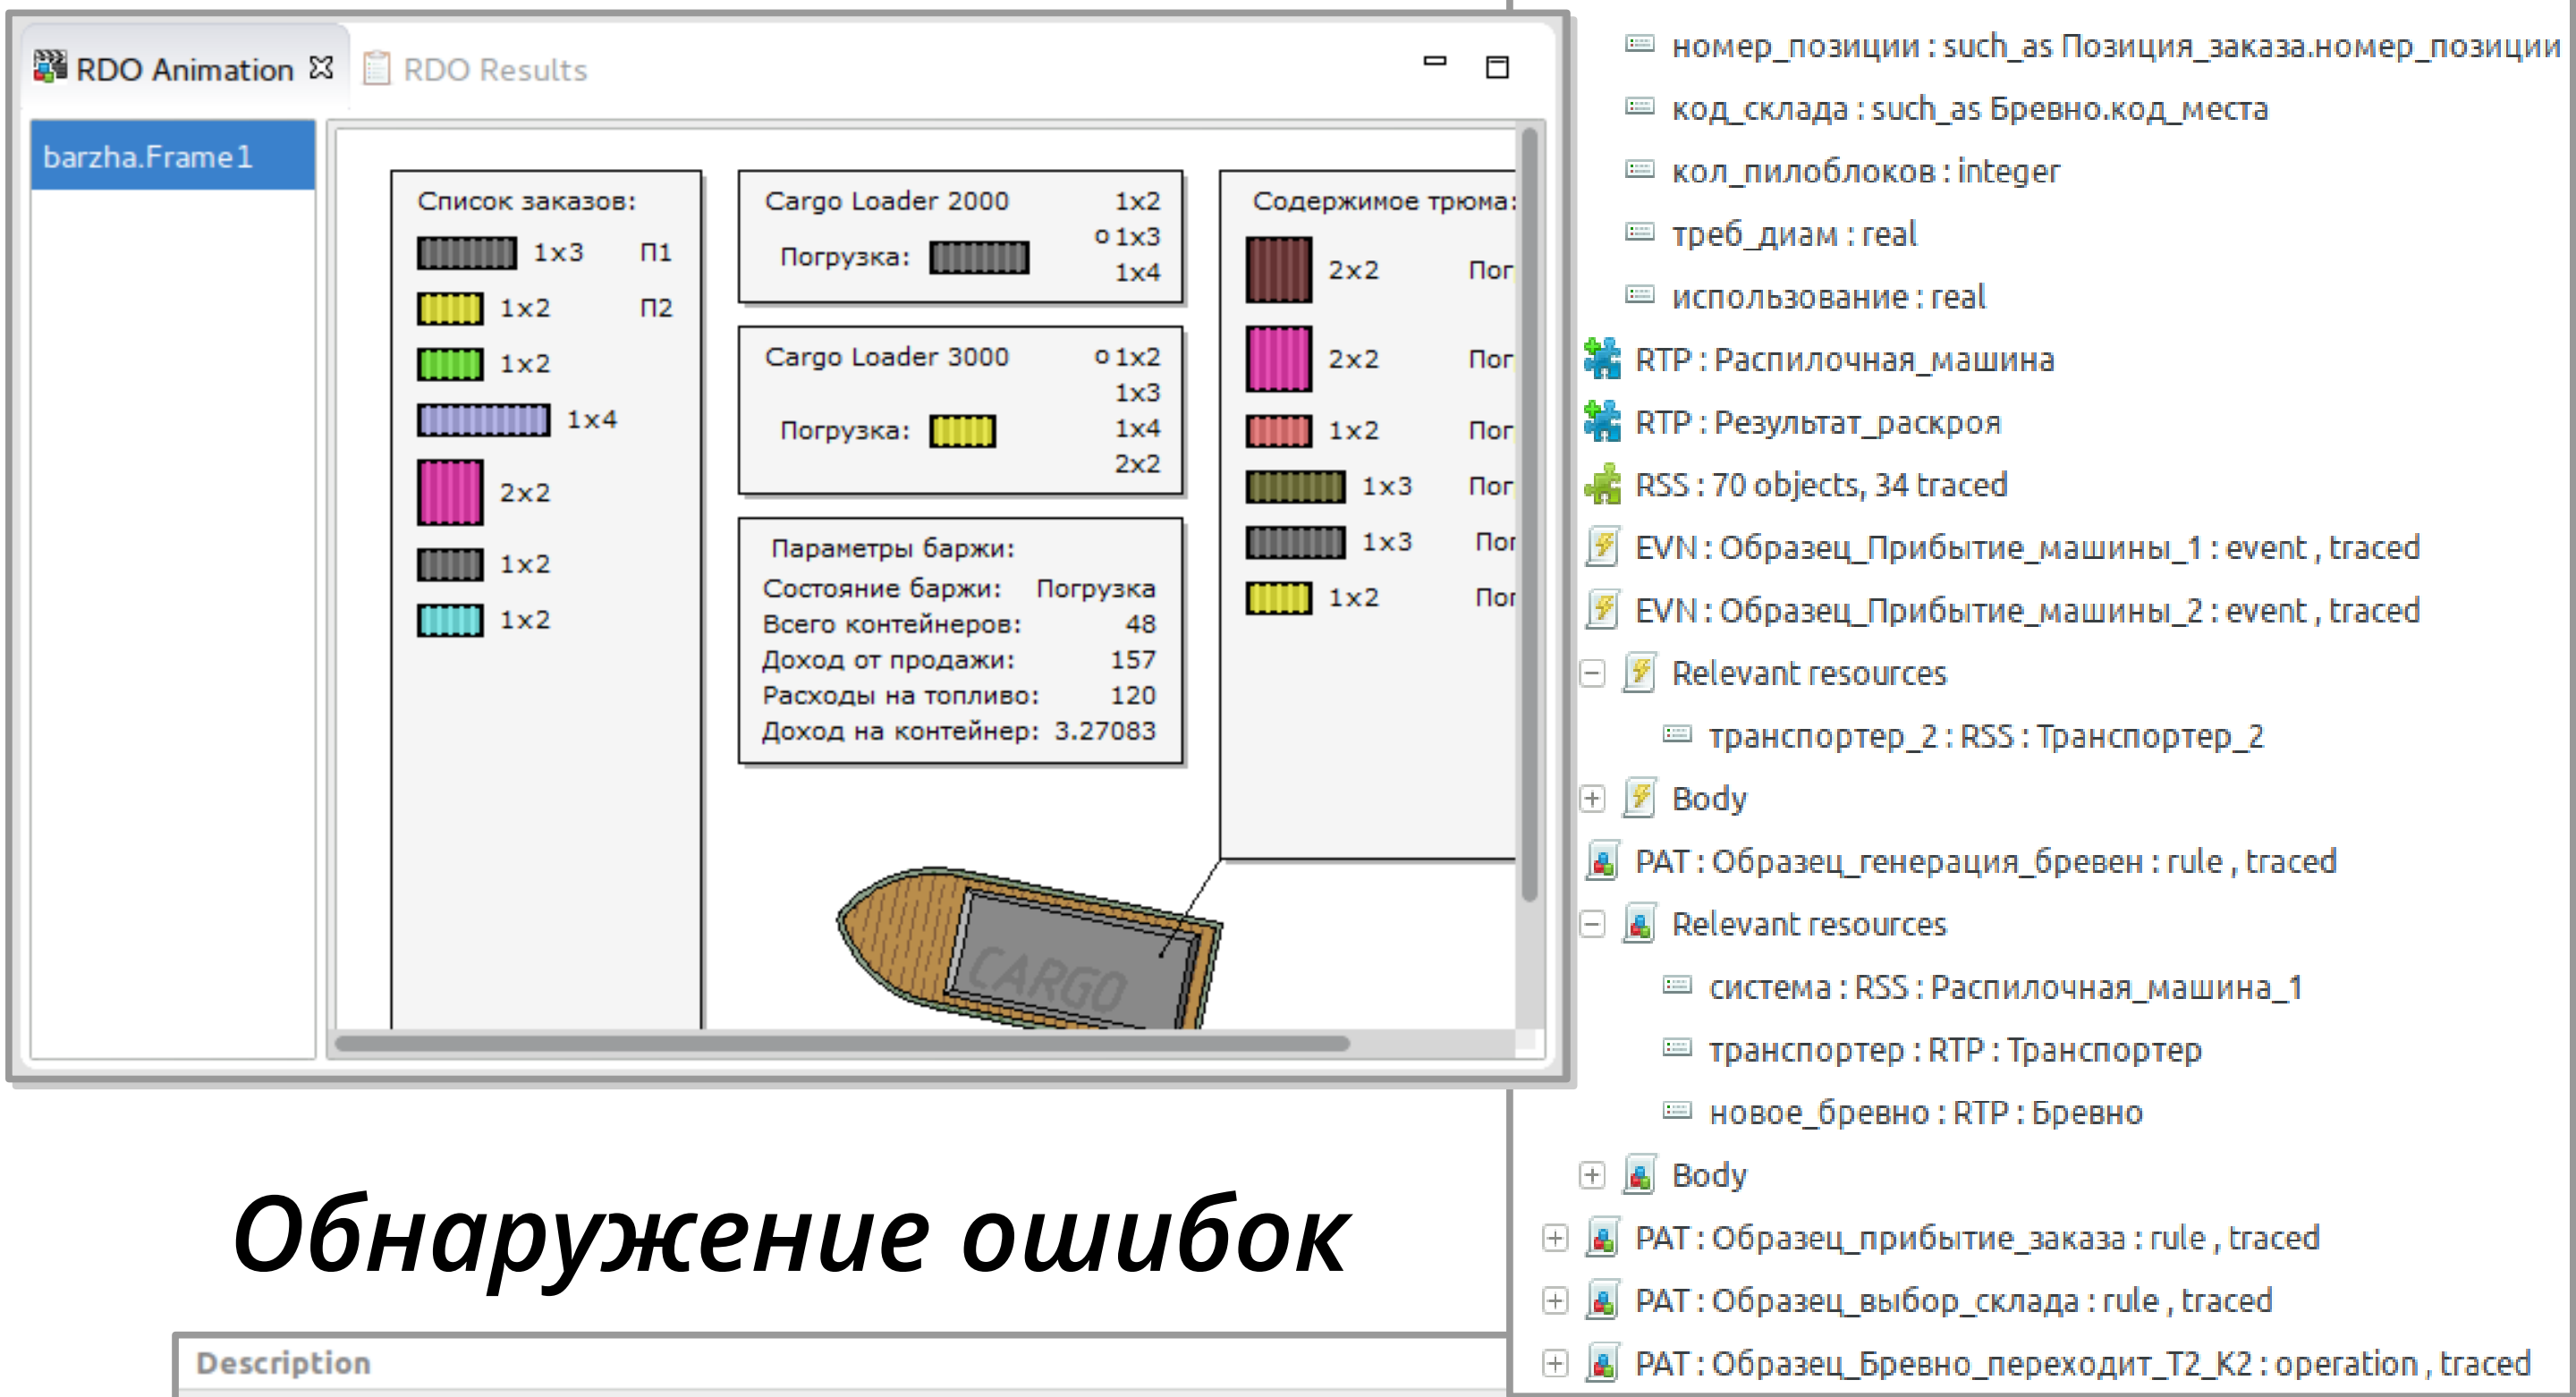 RDO Animation
RDO Results
barzha.Frame1
Список заказов:
1x3 П1
1x2 П2
1x2
1x4
2x2
1x2
1x2
Cargo Loader 2000 1x2
Погрузка: o 1x3
1x4
Cargo Loader 3000 o 1x2
1x3
Погрузка: 1x4
2x2
Параметры баржи:
Состояние баржи: Погрузка
Всего контейнеров: 48
Доход от продажи: 157
Расходы на топливо: 120
Доход на контейнер: 3.27083
Содержимое трюма:
2x2 Пог
2x2 Пог
1x2 Пог
1x3 Пог
1x3 Пог
1x2 Пог
CARGO
Обнаружение ошибок
Description
номер_позиции : such_as Позиция_заказа.номер_позиции
код_склада : such_as Бревно.код_места
кол_пилоблоков : integer
треб_диам : real
использование : real
RTP : Распилочная_машина
RTP : Результат_раскроя
RSS : 70 objects, 34 traced
EVN : Образец_Прибытие_машины_1 : event , traced
EVN : Образец_Прибытие_машины_2 : event , traced
Relevant resources
транспортер_2 : RSS : Транспортер_2
Body
PAT : Образец_генерация_бревен : rule , traced
Relevant resources
система : RSS : Распилочная_машина_1
транспортер : RTP : Транспортер
новое_бревно : RTP : Бревно
Body
PAT : Образец_прибытие_заказа : rule , traced
PAT : Образец_выбор_склада : rule , traced
PAT : Образец_Бревно_переходит_Т2_К2 : operation , traced